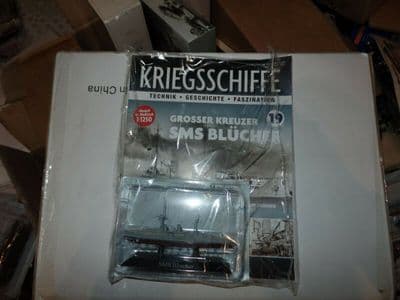 n China
KRIEGSSCHIFFE
TECHNIK • GESCHICHTE • FASZINATION
1:1250
19
GROSSER KREUZER
SMS BLÜCHER